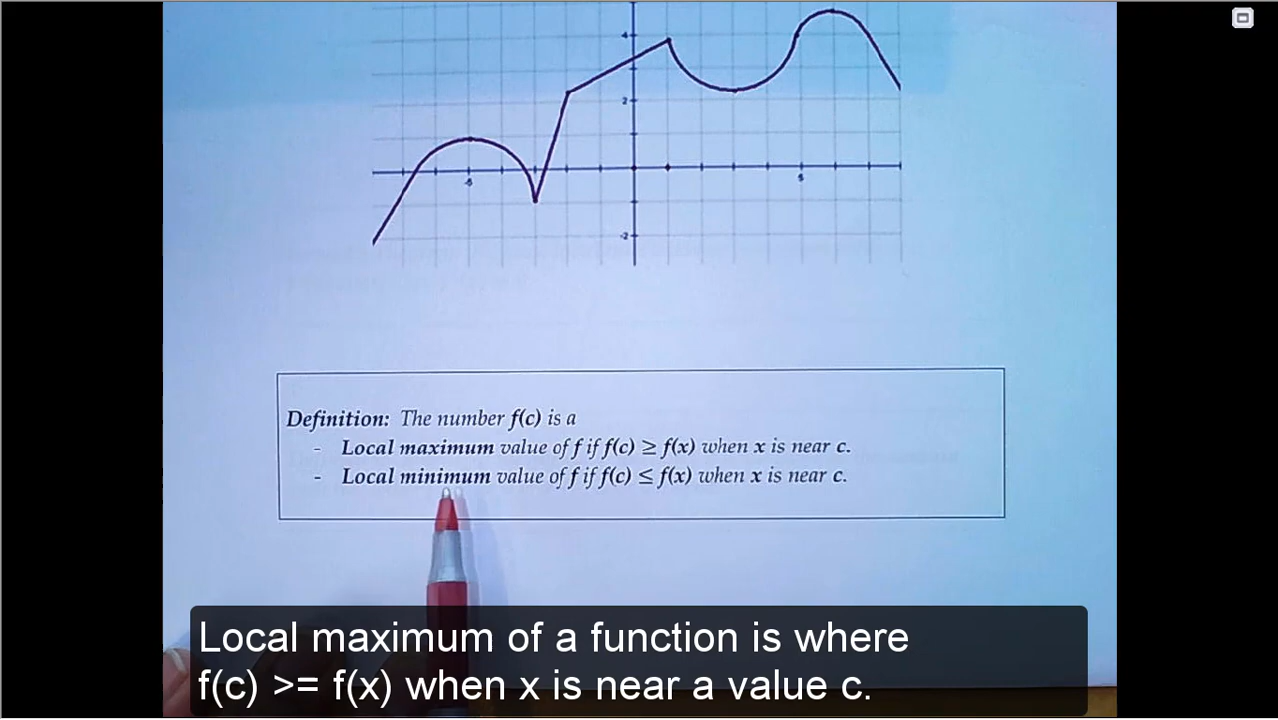 4
2
-5
5
-2
Definition: The number f(c) is a
- Local maximum value of f if f(c) ≥ f(x) when x is near c.
- Local minimum value of f if f(c) ≤ f(x) when x is near c.
Local maximum of a function is where
f(c) >= f(x) when x is near a value c.